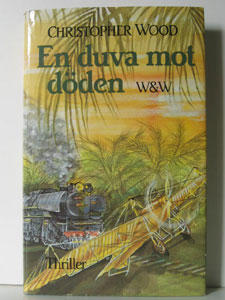 CHRISTOPHER WOOD
En duva mot
döden W&W
Thriller